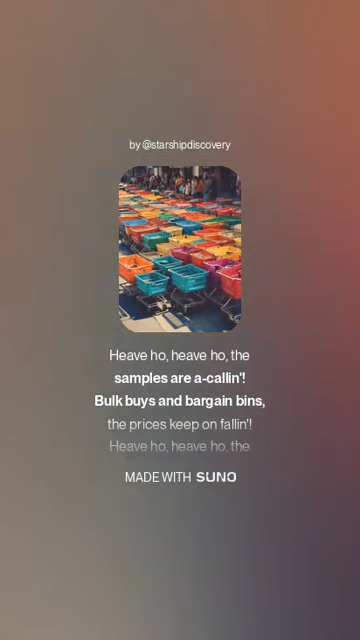 by @starshipdiscovery
Heave ho, heave ho, the
samples are a-callin'!
Bulk buys and bargain bins,
the prices keep on fallin'!
Heave ho, heave ho, the
MADE WITH SUNO